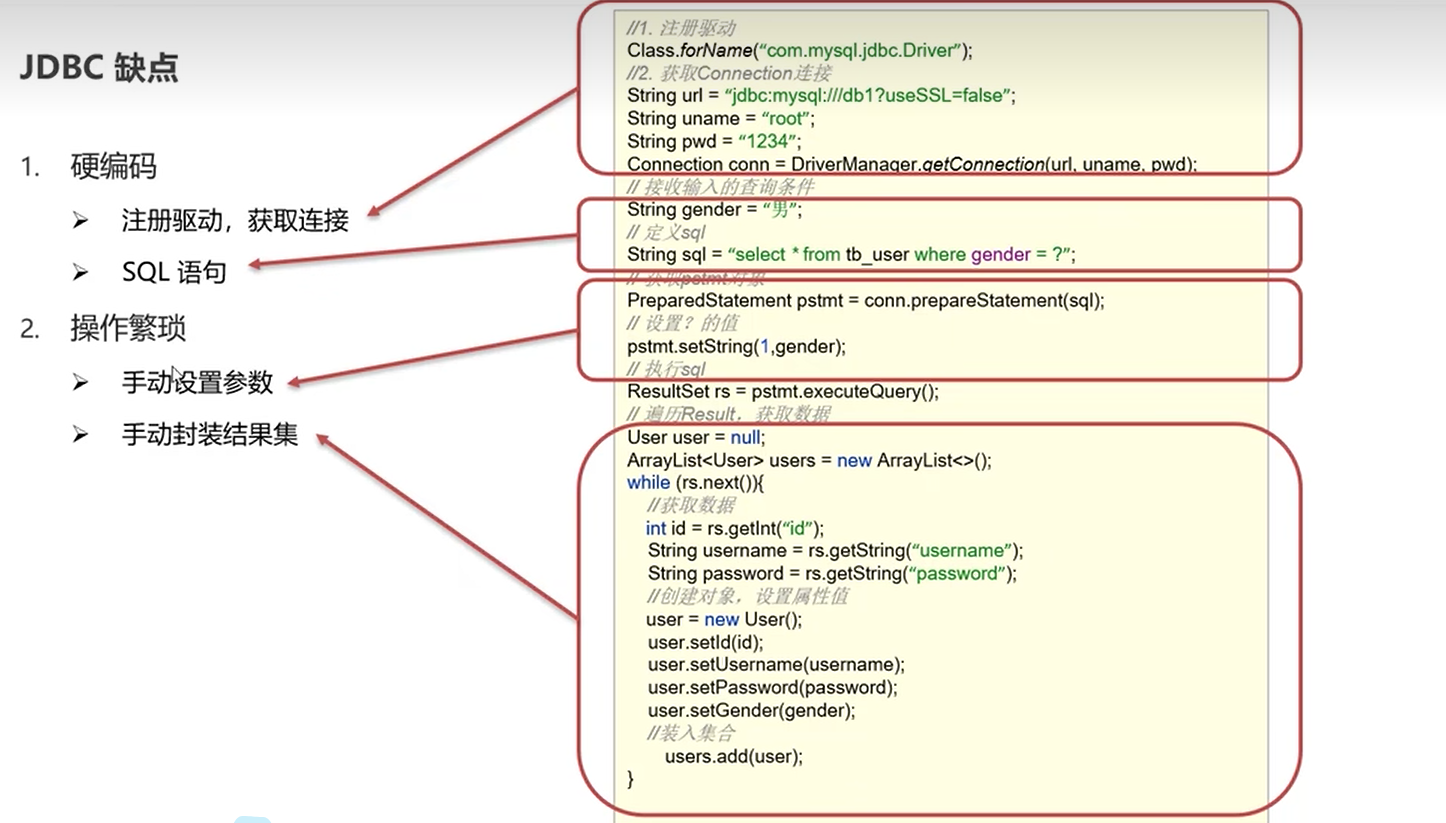 JDBC 缺点
1. 硬编码
➢ 注册驱动，获取连接
➢ SQL 语句
2. 操作繁琐
➢ 手动设置参数
➢ 手动封装结果集
//1. 注册驱动
Class.forName(“com.mysql.jdbc.Driver”);
//2. 获取Connection连接
String url = “jdbc:mysql:///db1?useSSL=false”;
String uname = “root”;
String pwd = “1234”;
Connection conn = DriverManager.getConnection(url, uname, pwd);
// 接收输入的查询条件
String gender = “男”;
// 定义sql
String sql = “select * from tb_user where gender = ?”;
// 获取pstmt对象
PreparedStatement pstmt = conn.prepareStatement(sql);
// 设置？的值
pstmt.setString(1,gender);
// 执行sql
ResultSet rs = pstmt.executeQuery();
// 遍历Result，获取数据
User user = null;
ArrayList<User> users = new ArrayList<>();
while (rs.next()){
//获取数据
int id = rs.getInt(“id”);
String username = rs.getString(“username”);
String password = rs.getString(“password”);
//创建对象，设置属性值
user = new User();
user.setId(id);
user.setUsername(username);
user.setPassword(password);
user.setGender(gender);
//装入集合
users.add(user);
}